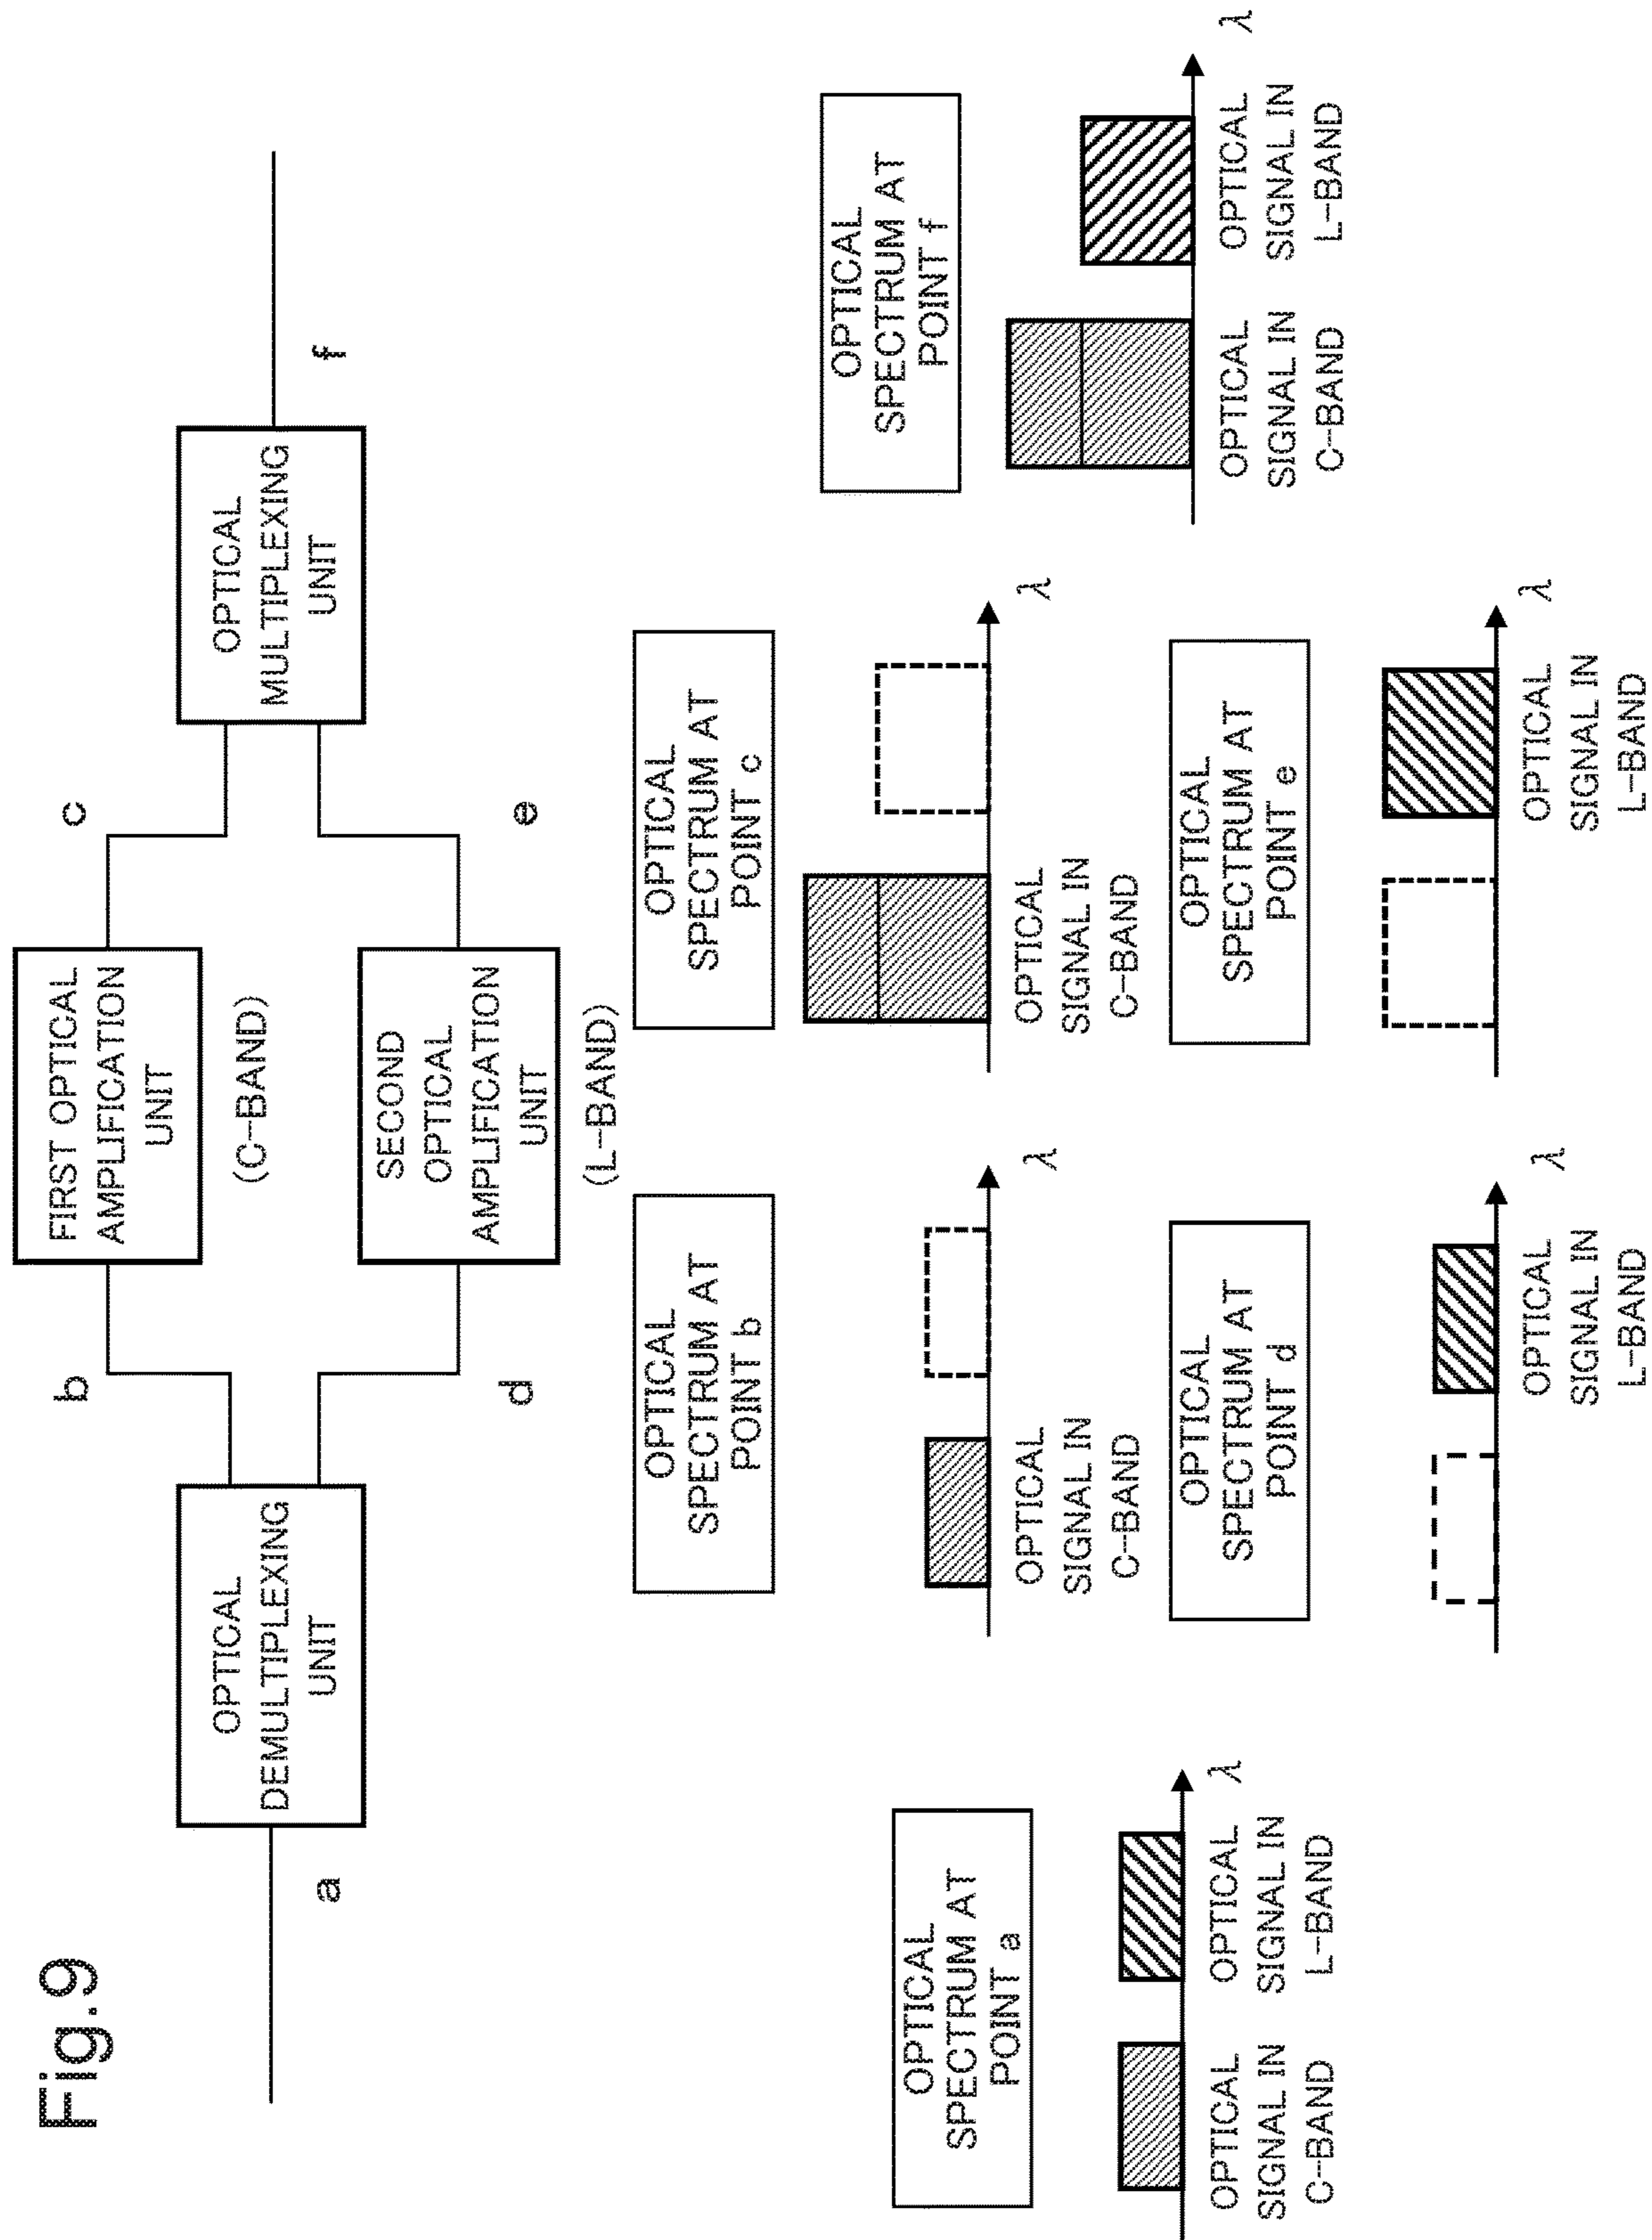 Fig.9
a
OPTICAL
DEMULTIPLEXING
UNIT
b
d
FIRST OPTICAL
AMPLIFICATION
UNIT
(C-BAND)
SECOND
OPTICAL
AMPLIFICATION
UNIT
(L-BAND)
c
e
OPTICAL
MULTIPLEXING
UNIT
f
OPTICAL
SPECTRUM AT
POINT a
λ
OPTICAL
SIGNAL IN
C-BAND
OPTICAL
SIGNAL IN
L-BAND
OPTICAL
SPECTRUM AT
POINT b
λ
OPTICAL
SIGNAL IN
C-BAND
OPTICAL
SPECTRUM AT
POINT d
λ
OPTICAL
SIGNAL IN
L-BAND
OPTICAL
SPECTRUM AT
POINT c
λ
OPTICAL
SIGNAL IN
C-BAND
OPTICAL
SPECTRUM AT
POINT e
λ
OPTICAL
SIGNAL IN
L-BAND
OPTICAL
SPECTRUM AT
POINT f
λ
OPTICAL
SIGNAL IN
C-BAND
OPTICAL
SIGNAL IN
L-BAND